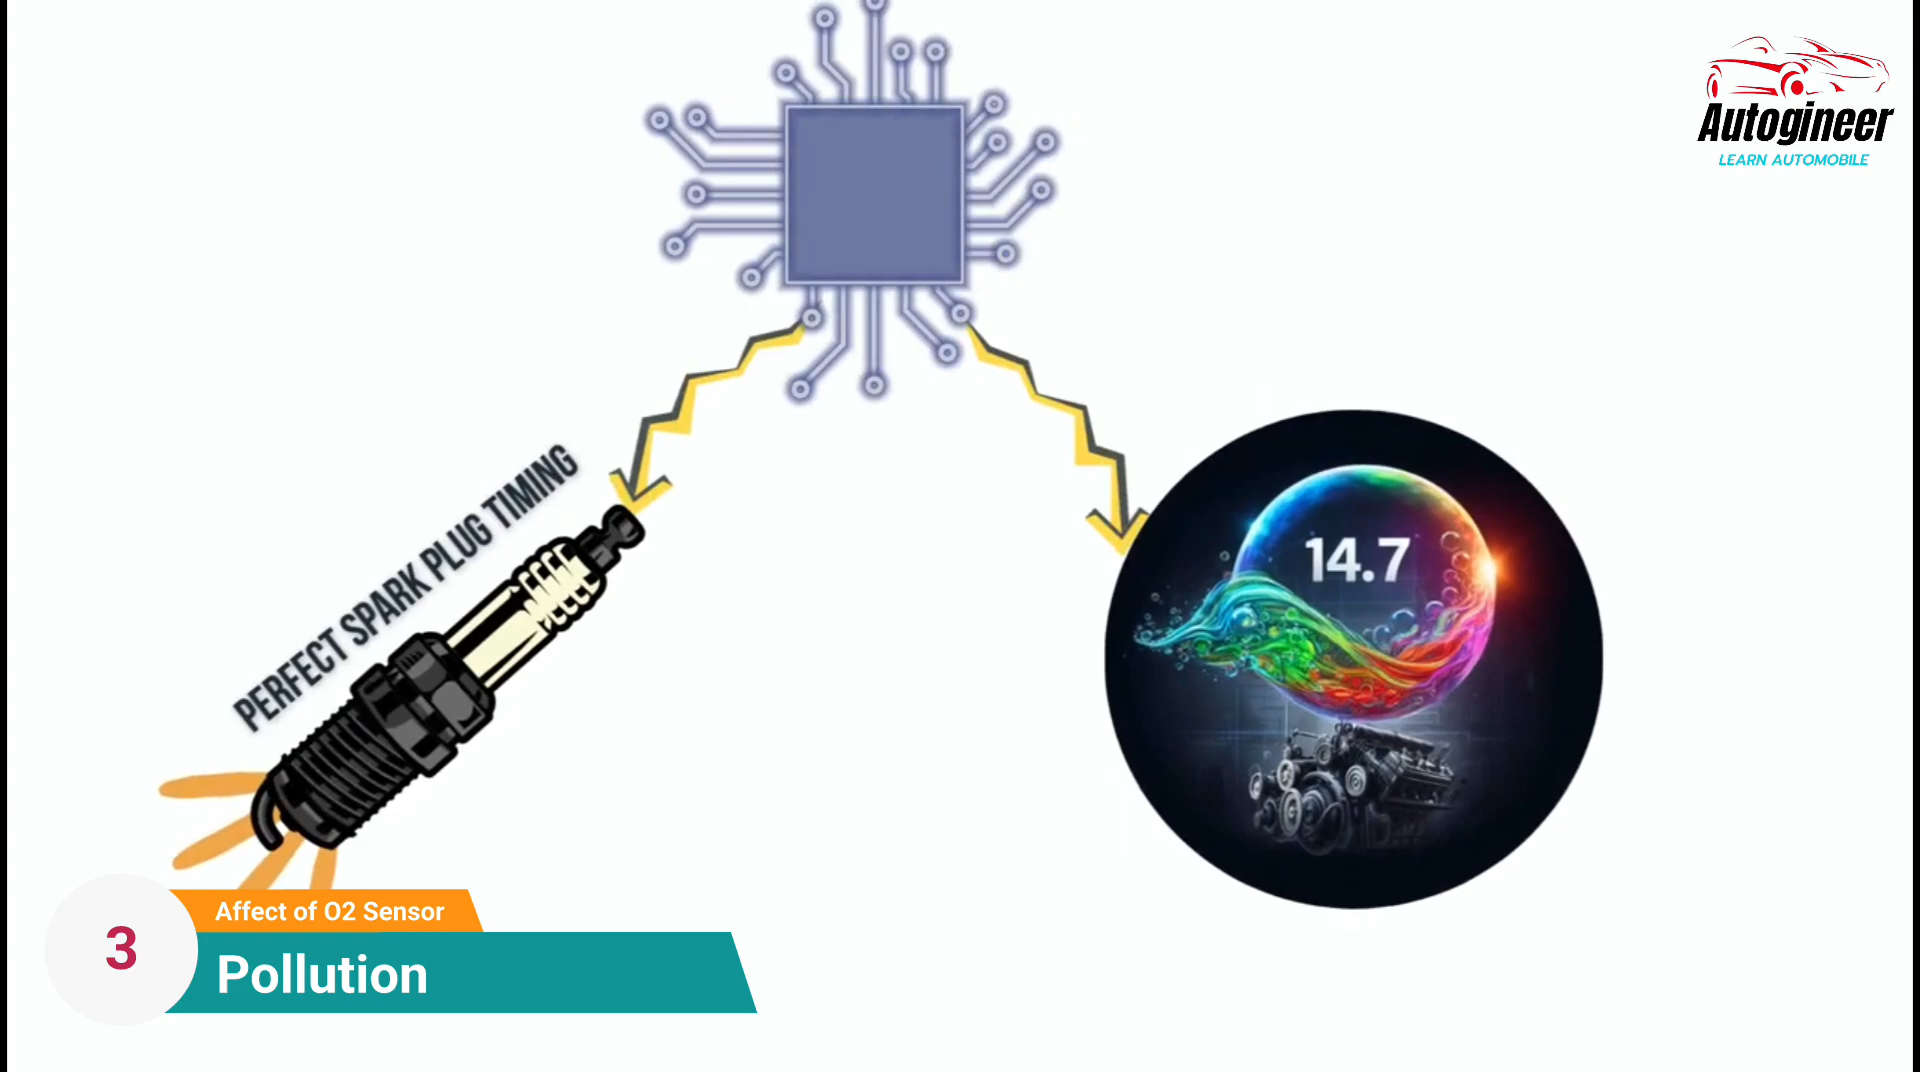 Autogineer
LEARN AUTOMOBILE
PERFECT SPARK PLUG TIMING
14.7
3
Affect of O2 Sensor
Pollution